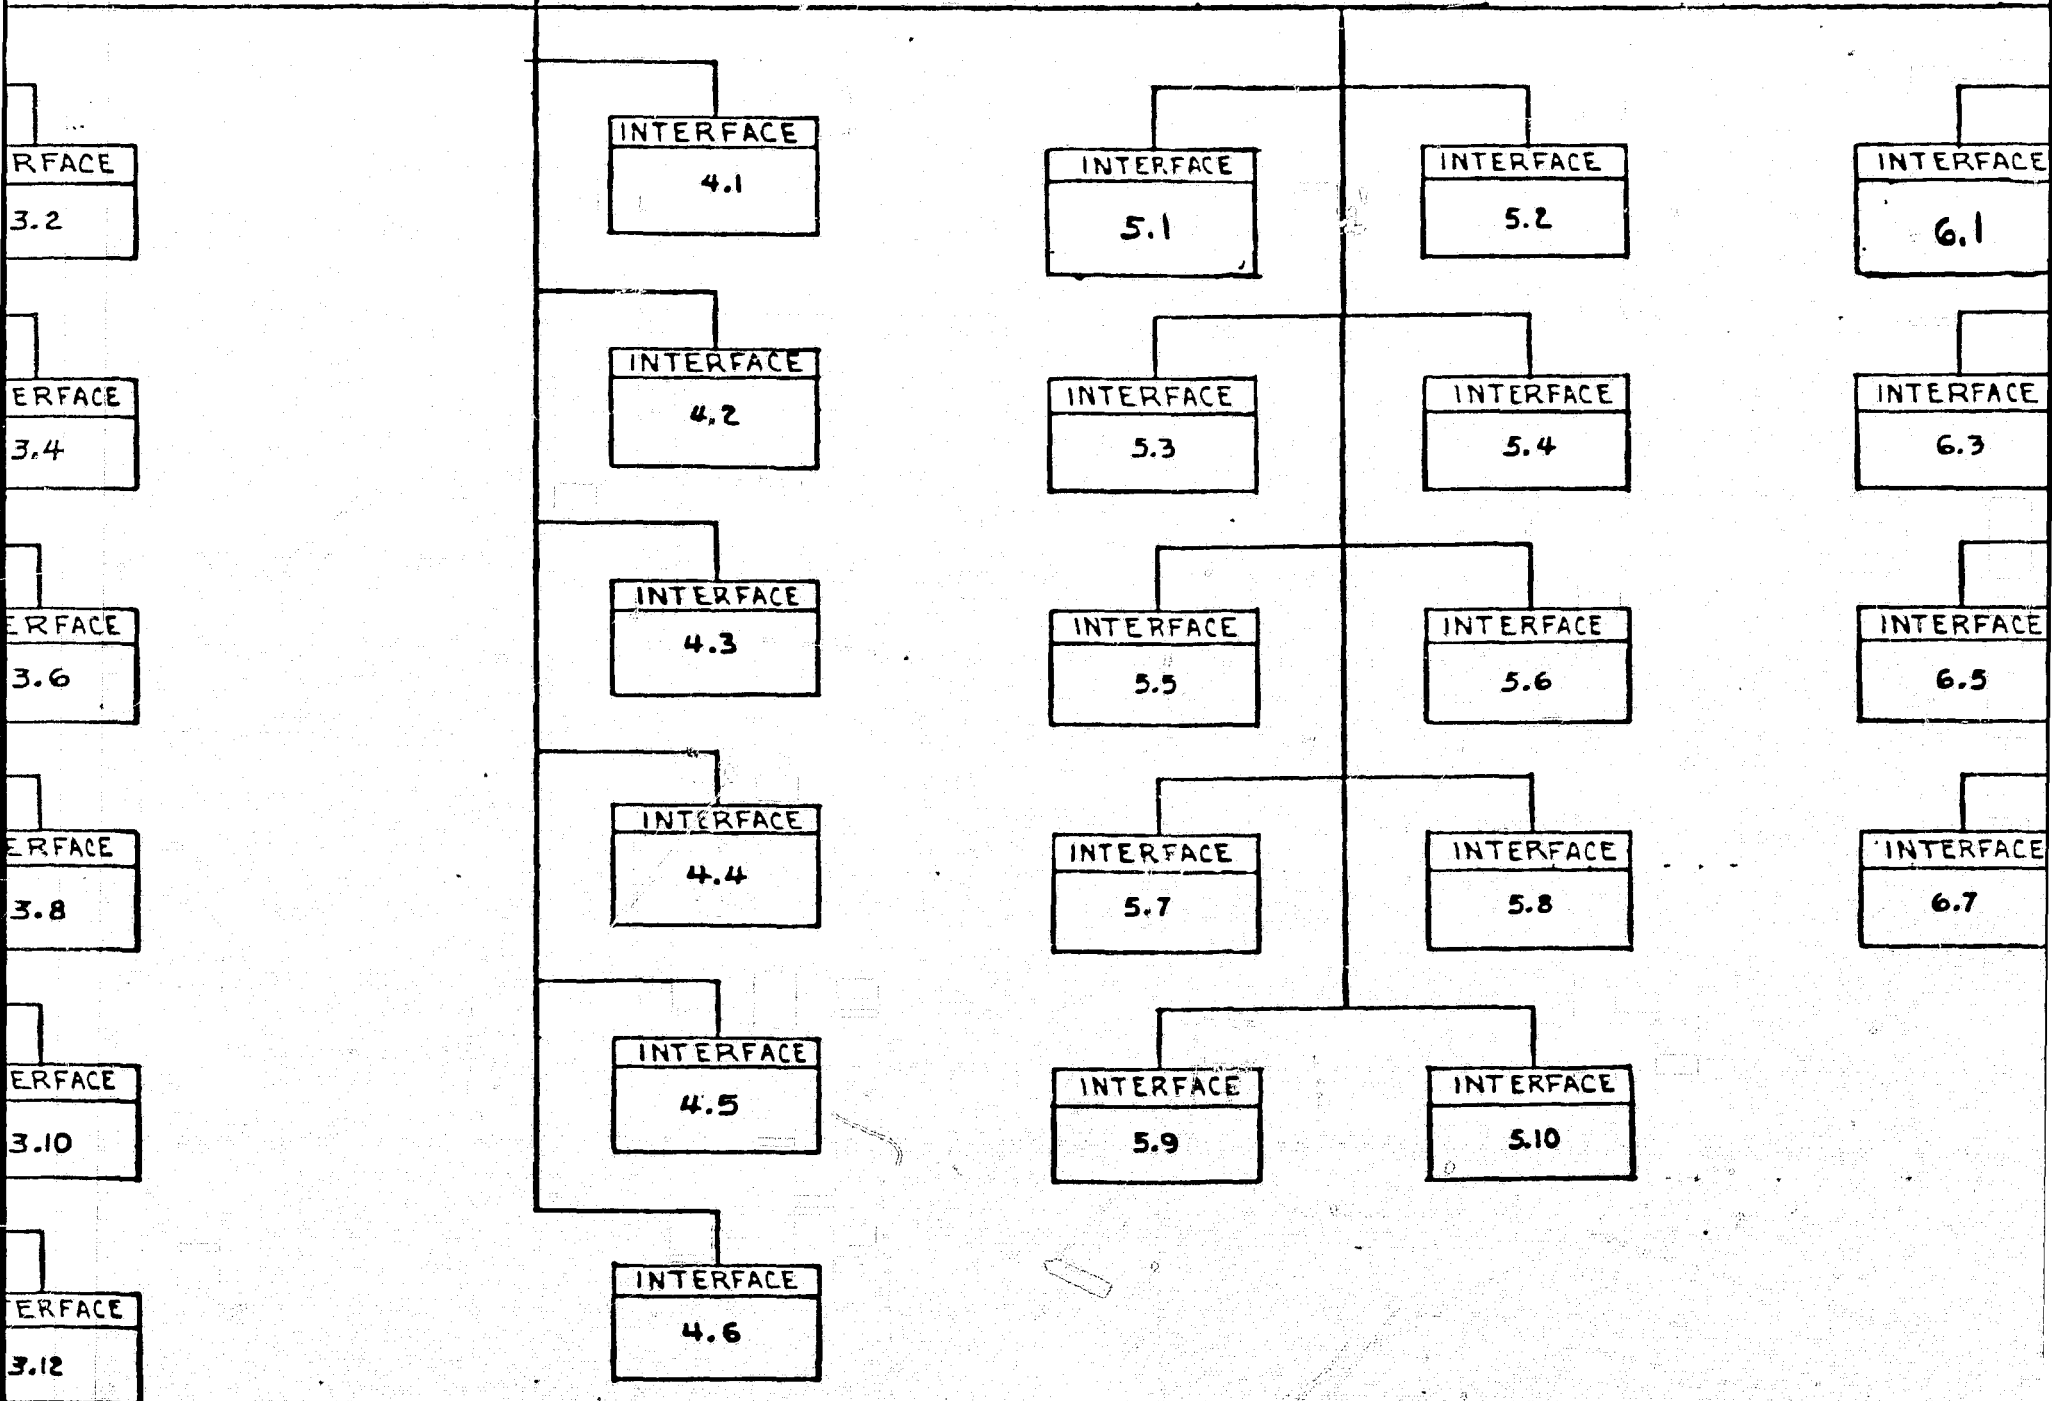 RFACE
3.2
ERFACE
3.4
ERFACE
3.6
ERFACE
3.8
ERFACE
3.10
ERFACE
3.12
INTERFACE
4.1
INTERFACE
4.2
INTERFACE
4.3
INTERFACE
4.4
INTERFACE
4.5
INTERFACE
4.6
INTERFACE
5.1
INTERFACE
5.2
INTERFACE
5.3
INTERFACE
5.4
INTERFACE
5.5
INTERFACE
5.6
INTERFACE
5.7
INTERFACE
5.8
INTERFACE
5.9
INTERFACE
5.10
INTERFACE
6.1
INTERFACE
6.3
INTERFACE
6.5
INTERFACE
6.7